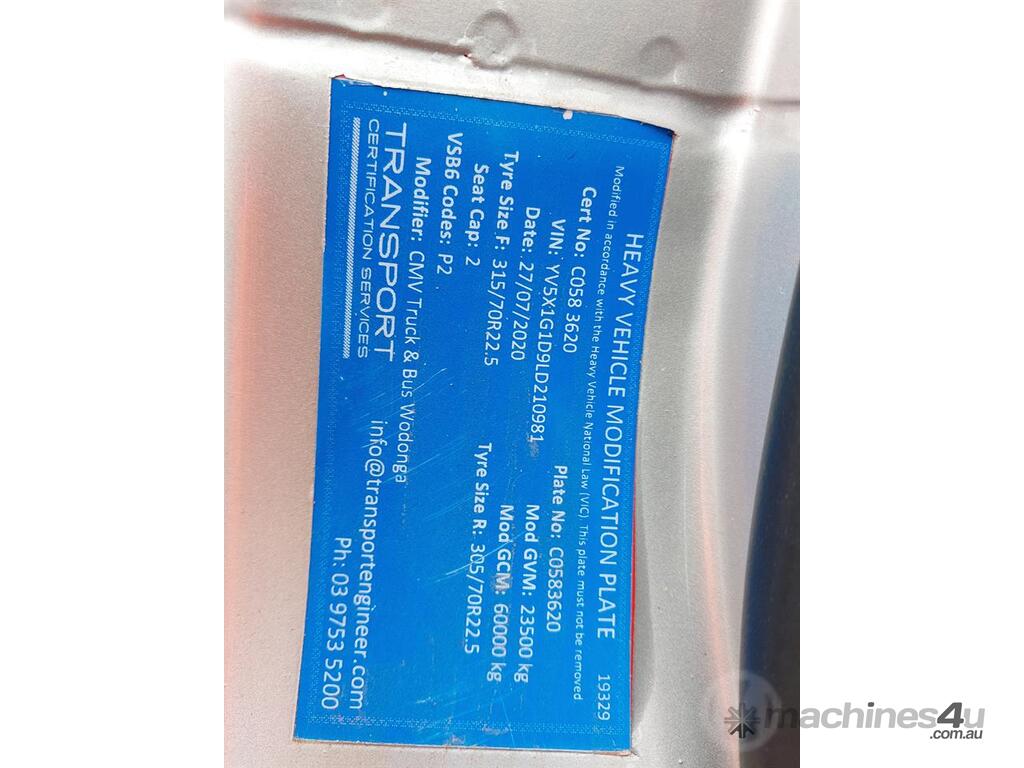 HEAVY VEHICLE MODIFICATION PLATE 19329
Modified in accordance with the Heavy Vehicle National Law (VIC) This plate must not be removed
Cert No: C058 3620 Plate No: C0583620
VIN: YV5X1G1D9LD210981 Mod GVM: 23500 kg
Date: 27/07/2020 Mod GCM: 60000 kg
Tyre Size F: 315/70R22.5 Tyre Size R: 305/70R22.5
Seat Cap: 2
VSB6 Codes: P2
Modifier: CMV Truck & Bus Wodonga
TRANSPORT info@transportengineer.com
CERTIFICATION SERVICES Ph: 03 9753 5200
machines4u
.com.au